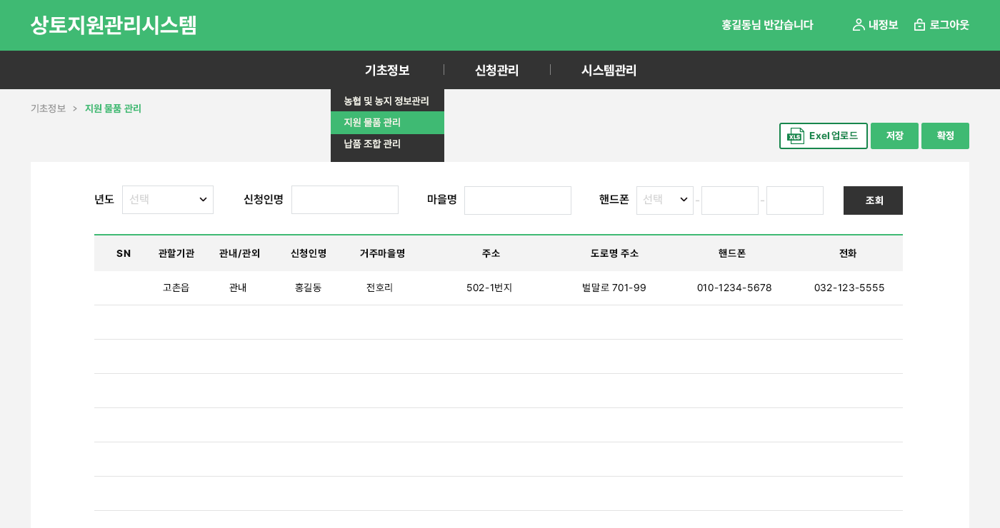 상토지원관리시스템
홍길동님 반갑습니다 내정보 로그아웃
기초정보 신청관리 시스템관리
농협 및 농지 정보관리
지원 물품 관리
납품 조합 관리
기초정보 > 지원 물품 관리
XLS Exel 업로드 저장 확정
년도 선택 신청인명 마을명 핸드폰 선택 - - 조회
SN 관할기관 관내/관외 신청인명 거주마을명 주소 도로명 주소 핸드폰 전화
고촌읍 관내 홍길동 전호리 502-1번지 벌말로 701-99 010-1234-5678 032-123-5555